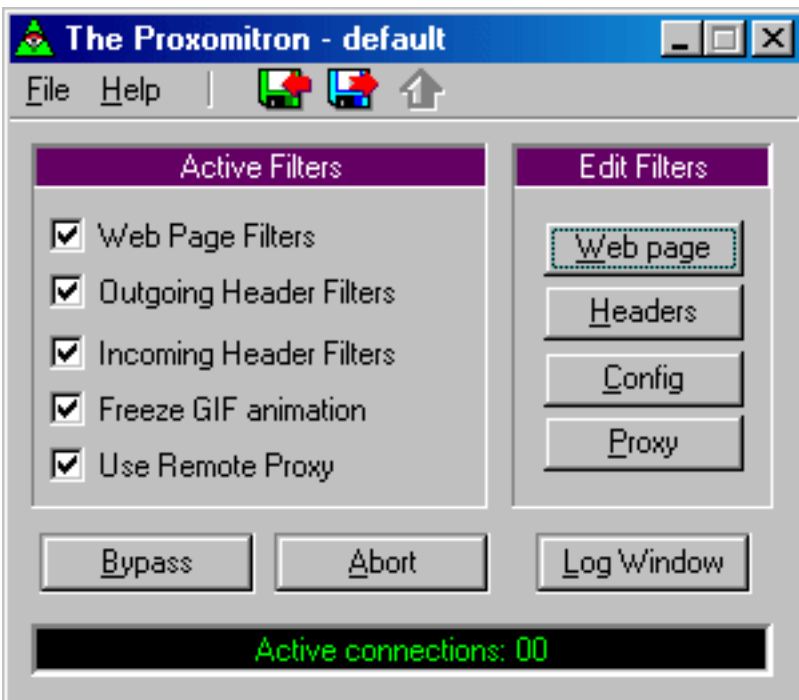 The Proxomitron - default
File Help
Active Filters
Web Page Filters
Outgoing Header Filters
Incoming Header Filters
Freeze GIF animation
Use Remote Proxy
Edit Filters
Web page
Headers
Config
Proxy
Bypass Abort Log Window
Active connections: 00